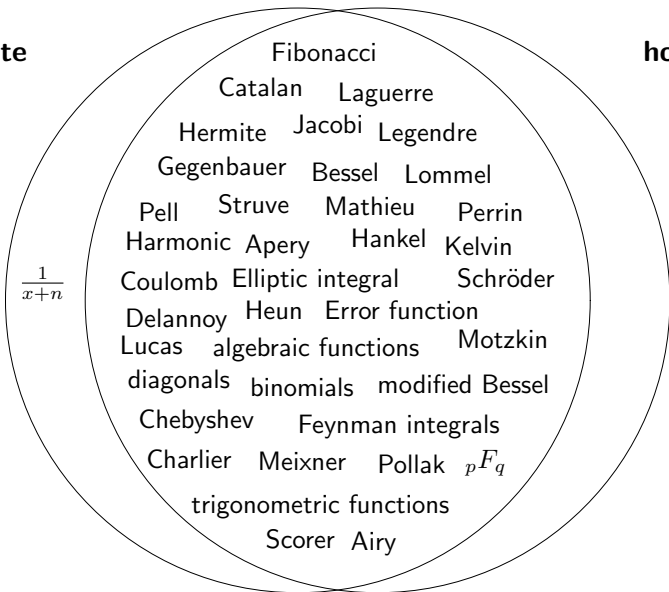 te
ho
Fibonacci
Catalan Laguerre
Hermite Jacobi Legendre
Gegenbauer Bessel Lommel
Pell Struve Mathieu Perrin
Harmonic Apery Hankel Kelvin
1/(x+n) Coulomb Elliptic integral Schröder
Delannoy Heun Error function
Lucas algebraic functions Motzkin
diagonals binomials modified Bessel
Chebyshev Feynman integrals
Charlier Meixner Pollak pFq
trigonometric functions
Scorer Airy